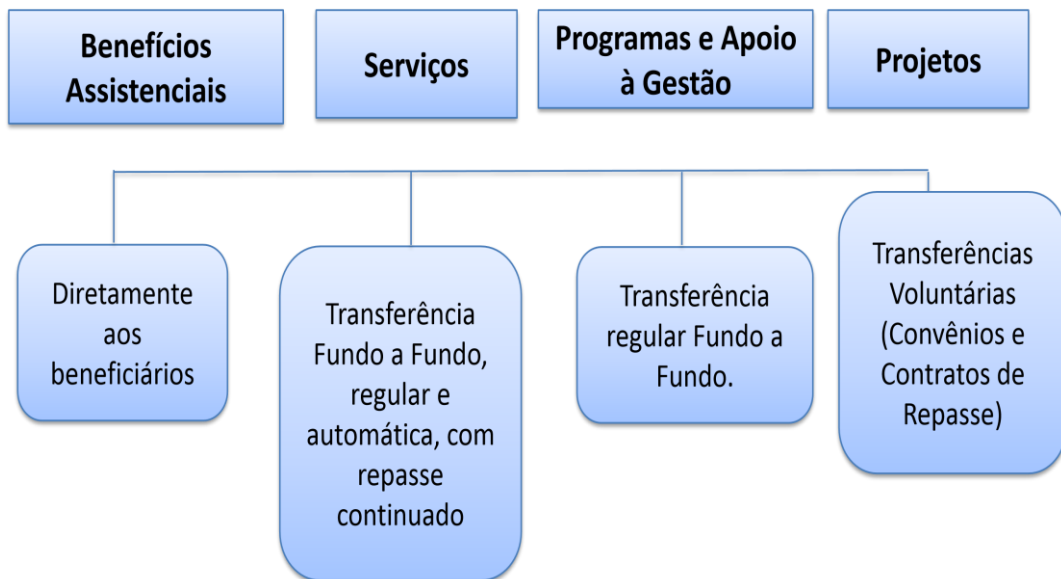 Benefícios
Assistenciais
Serviços
Programas e Apoio
à Gestão
Projetos
Diretamente
aos
beneficiários
Transferência
Fundo a Fundo,
regular e
automática, com
repasse
continuado
Transferência
regular Fundo a
Fundo.
Transferências
Voluntárias
(Convênios e
Contratos de
Repasse)